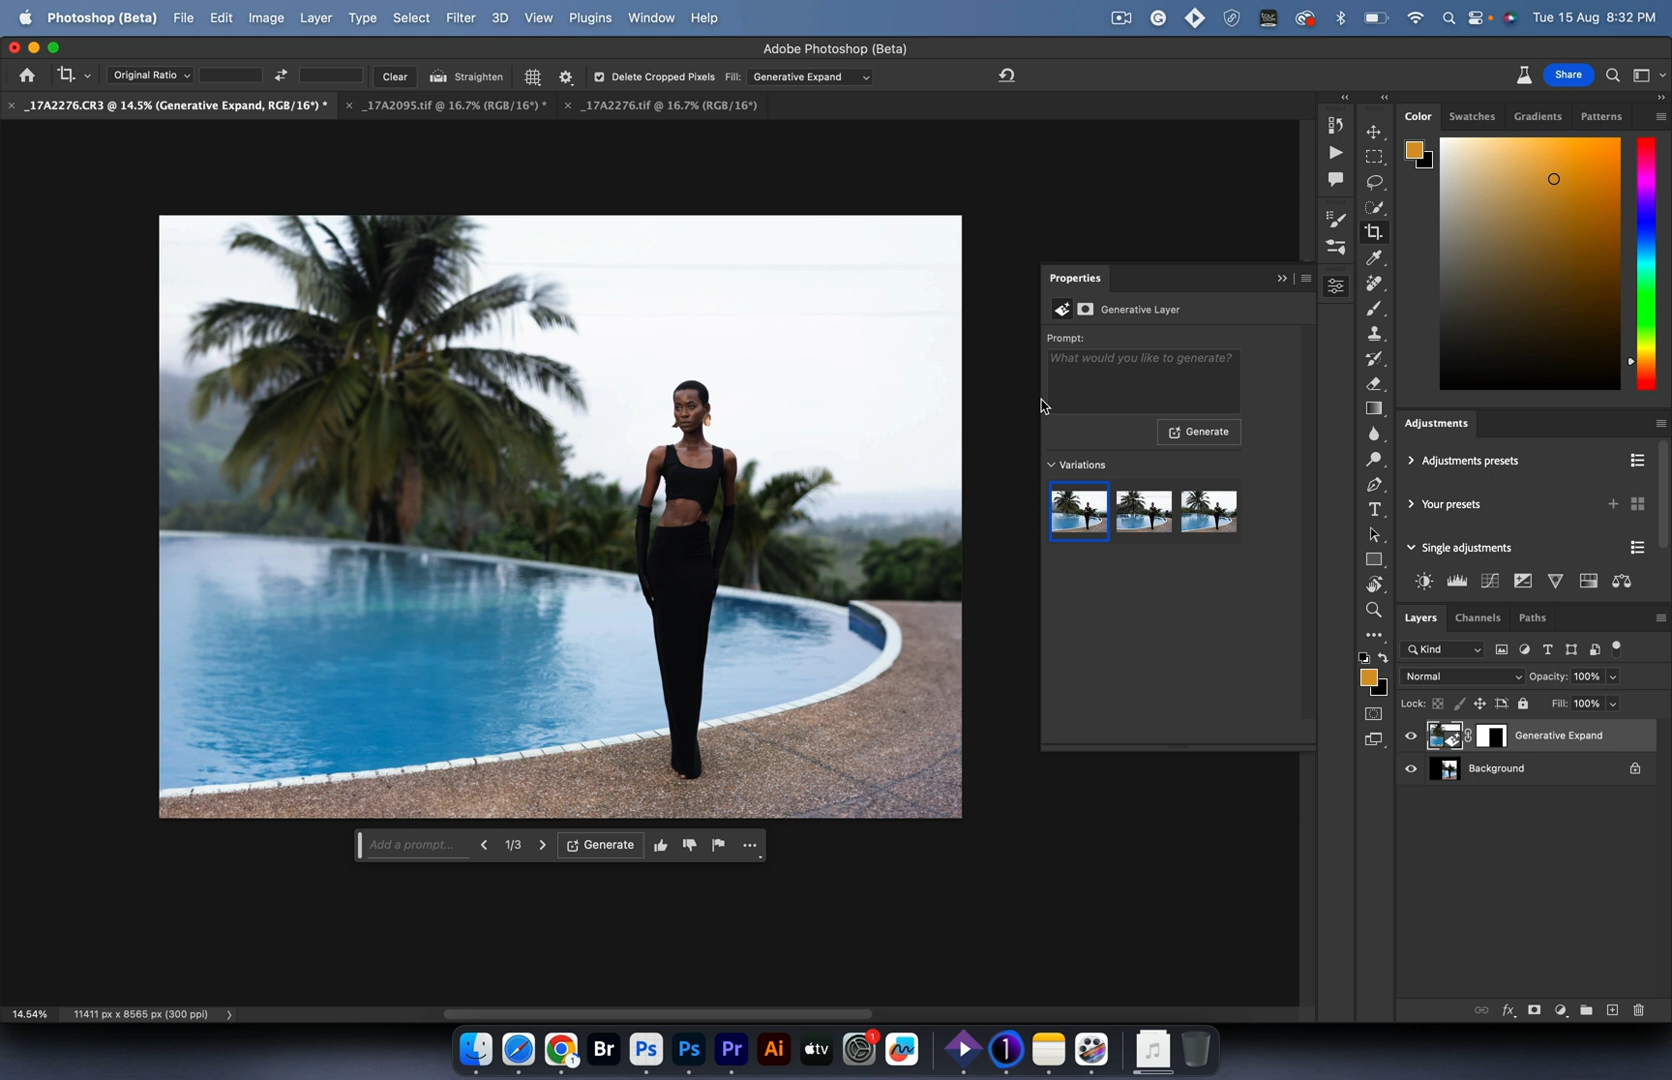 Photoshop (Beta) File Edit Image Layer Type Select Filter 3D View Plugins Window Help Tue 15 Aug 8:32 PM
Adobe Photoshop (Beta)
Original Ratio Clear Straighten Delete Cropped Pixels Fill: Generative Expand Share
_17A2276.CR3 @ 14.5% (Generative Expand, RGB/16*) * _17A2095.tif @ 16.7% (RGB/16*) * _17A2276.tif @ 16.7% (RGB/16*)
Color Swatches Gradients Patterns
Properties
Generative Layer
Prompt:
What would you like to generate?
Generate
Variations
Adjustments
Adjustments presets
Your presets
Single adjustments
Layers Channels Paths
Kind
Normal Opacity: 100%
Lock: Fill: 100%
Generative Expand
Background
Add a prompt... 1/3 Generate
14.54% 11411 px x 8565 px (300 ppi)
Br Ps Ps Pr Ai tv 1 1 1